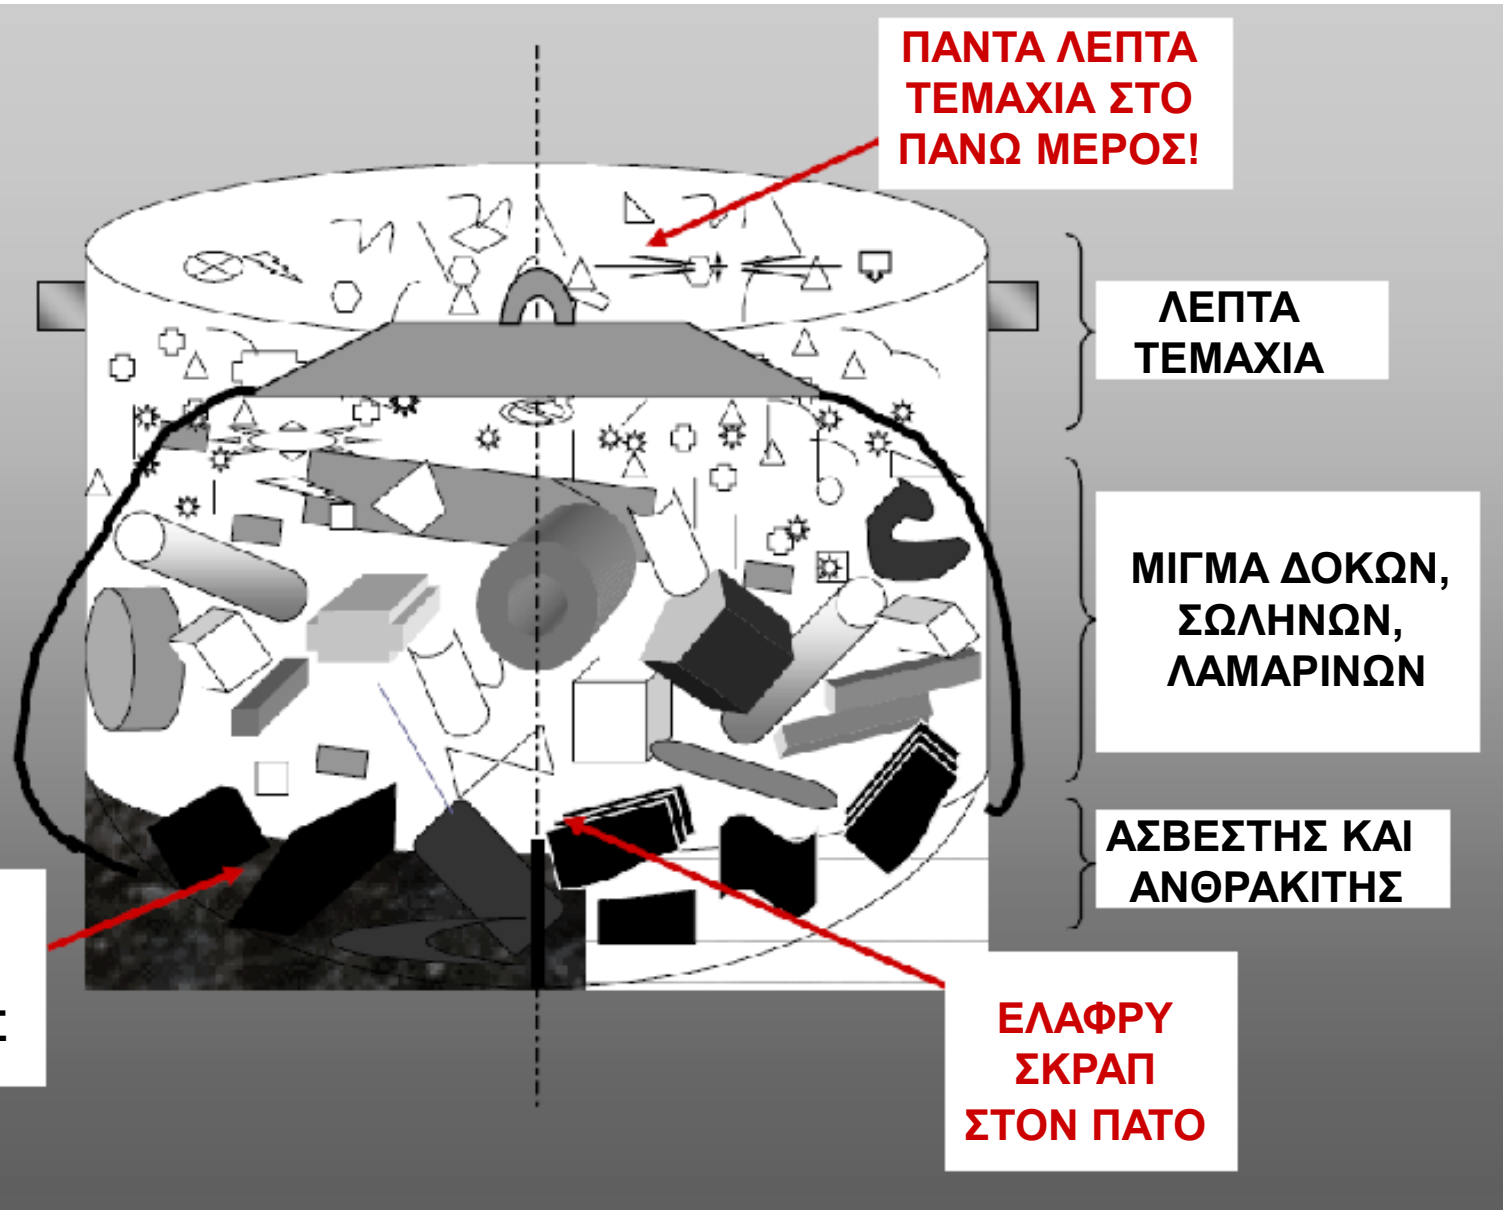 ΠΑΝΤΑ ΛΕΠΤΑ
ΤΕΜΑΧΙΑ ΣΤΟ
ΠΑΝΩ ΜΕΡΟΣ!
ΛΕΠΤΑ
ΤΕΜΑΧΙΑ
ΜΙΓΜΑ ΔΟΚΩΝ,
ΣΩΛΗΝΩΝ,
ΛΑΜΑΡΙΝΩΝ
ΑΣΒΕΣΤΗΣ ΚΑΙ
ΑΝΘΡΑΚΙΤΗΣ
ΕΛΑΦΡΥ
ΣΚΡΑΠ
ΣΤΟΝ ΠΑΤΟ